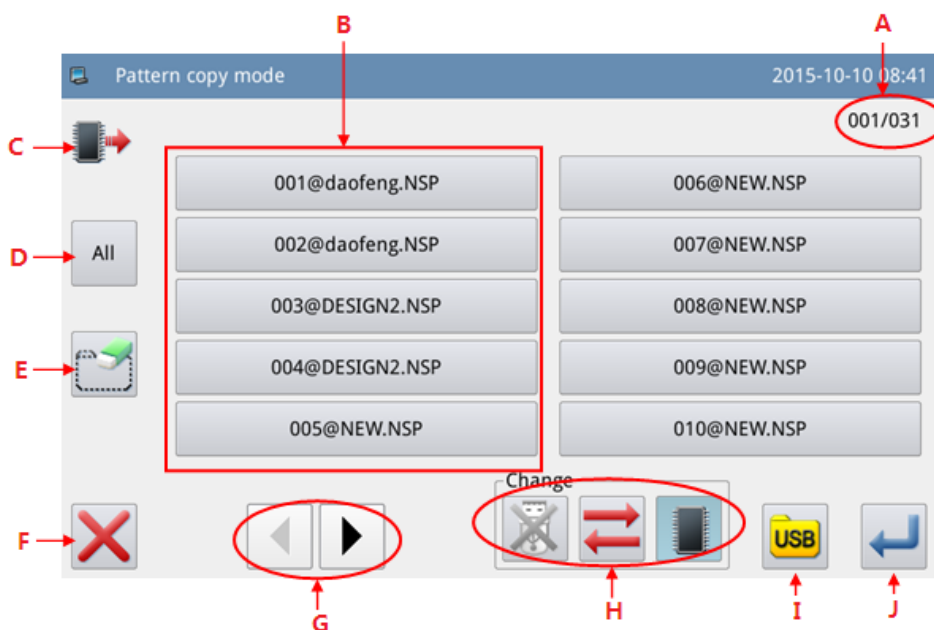 B
A
Pattern copy mode 2015-10-10 08:41
001/031
C
001@daofeng.NSP 006@NEW.NSP
002@daofeng.NSP 007@NEW.NSP
D All
003@DESIGN2.NSP 008@NEW.NSP
E
004@DESIGN2.NSP 009@NEW.NSP
005@NEW.NSP 010@NEW.NSP
Change
F
USB
G
H
I
J